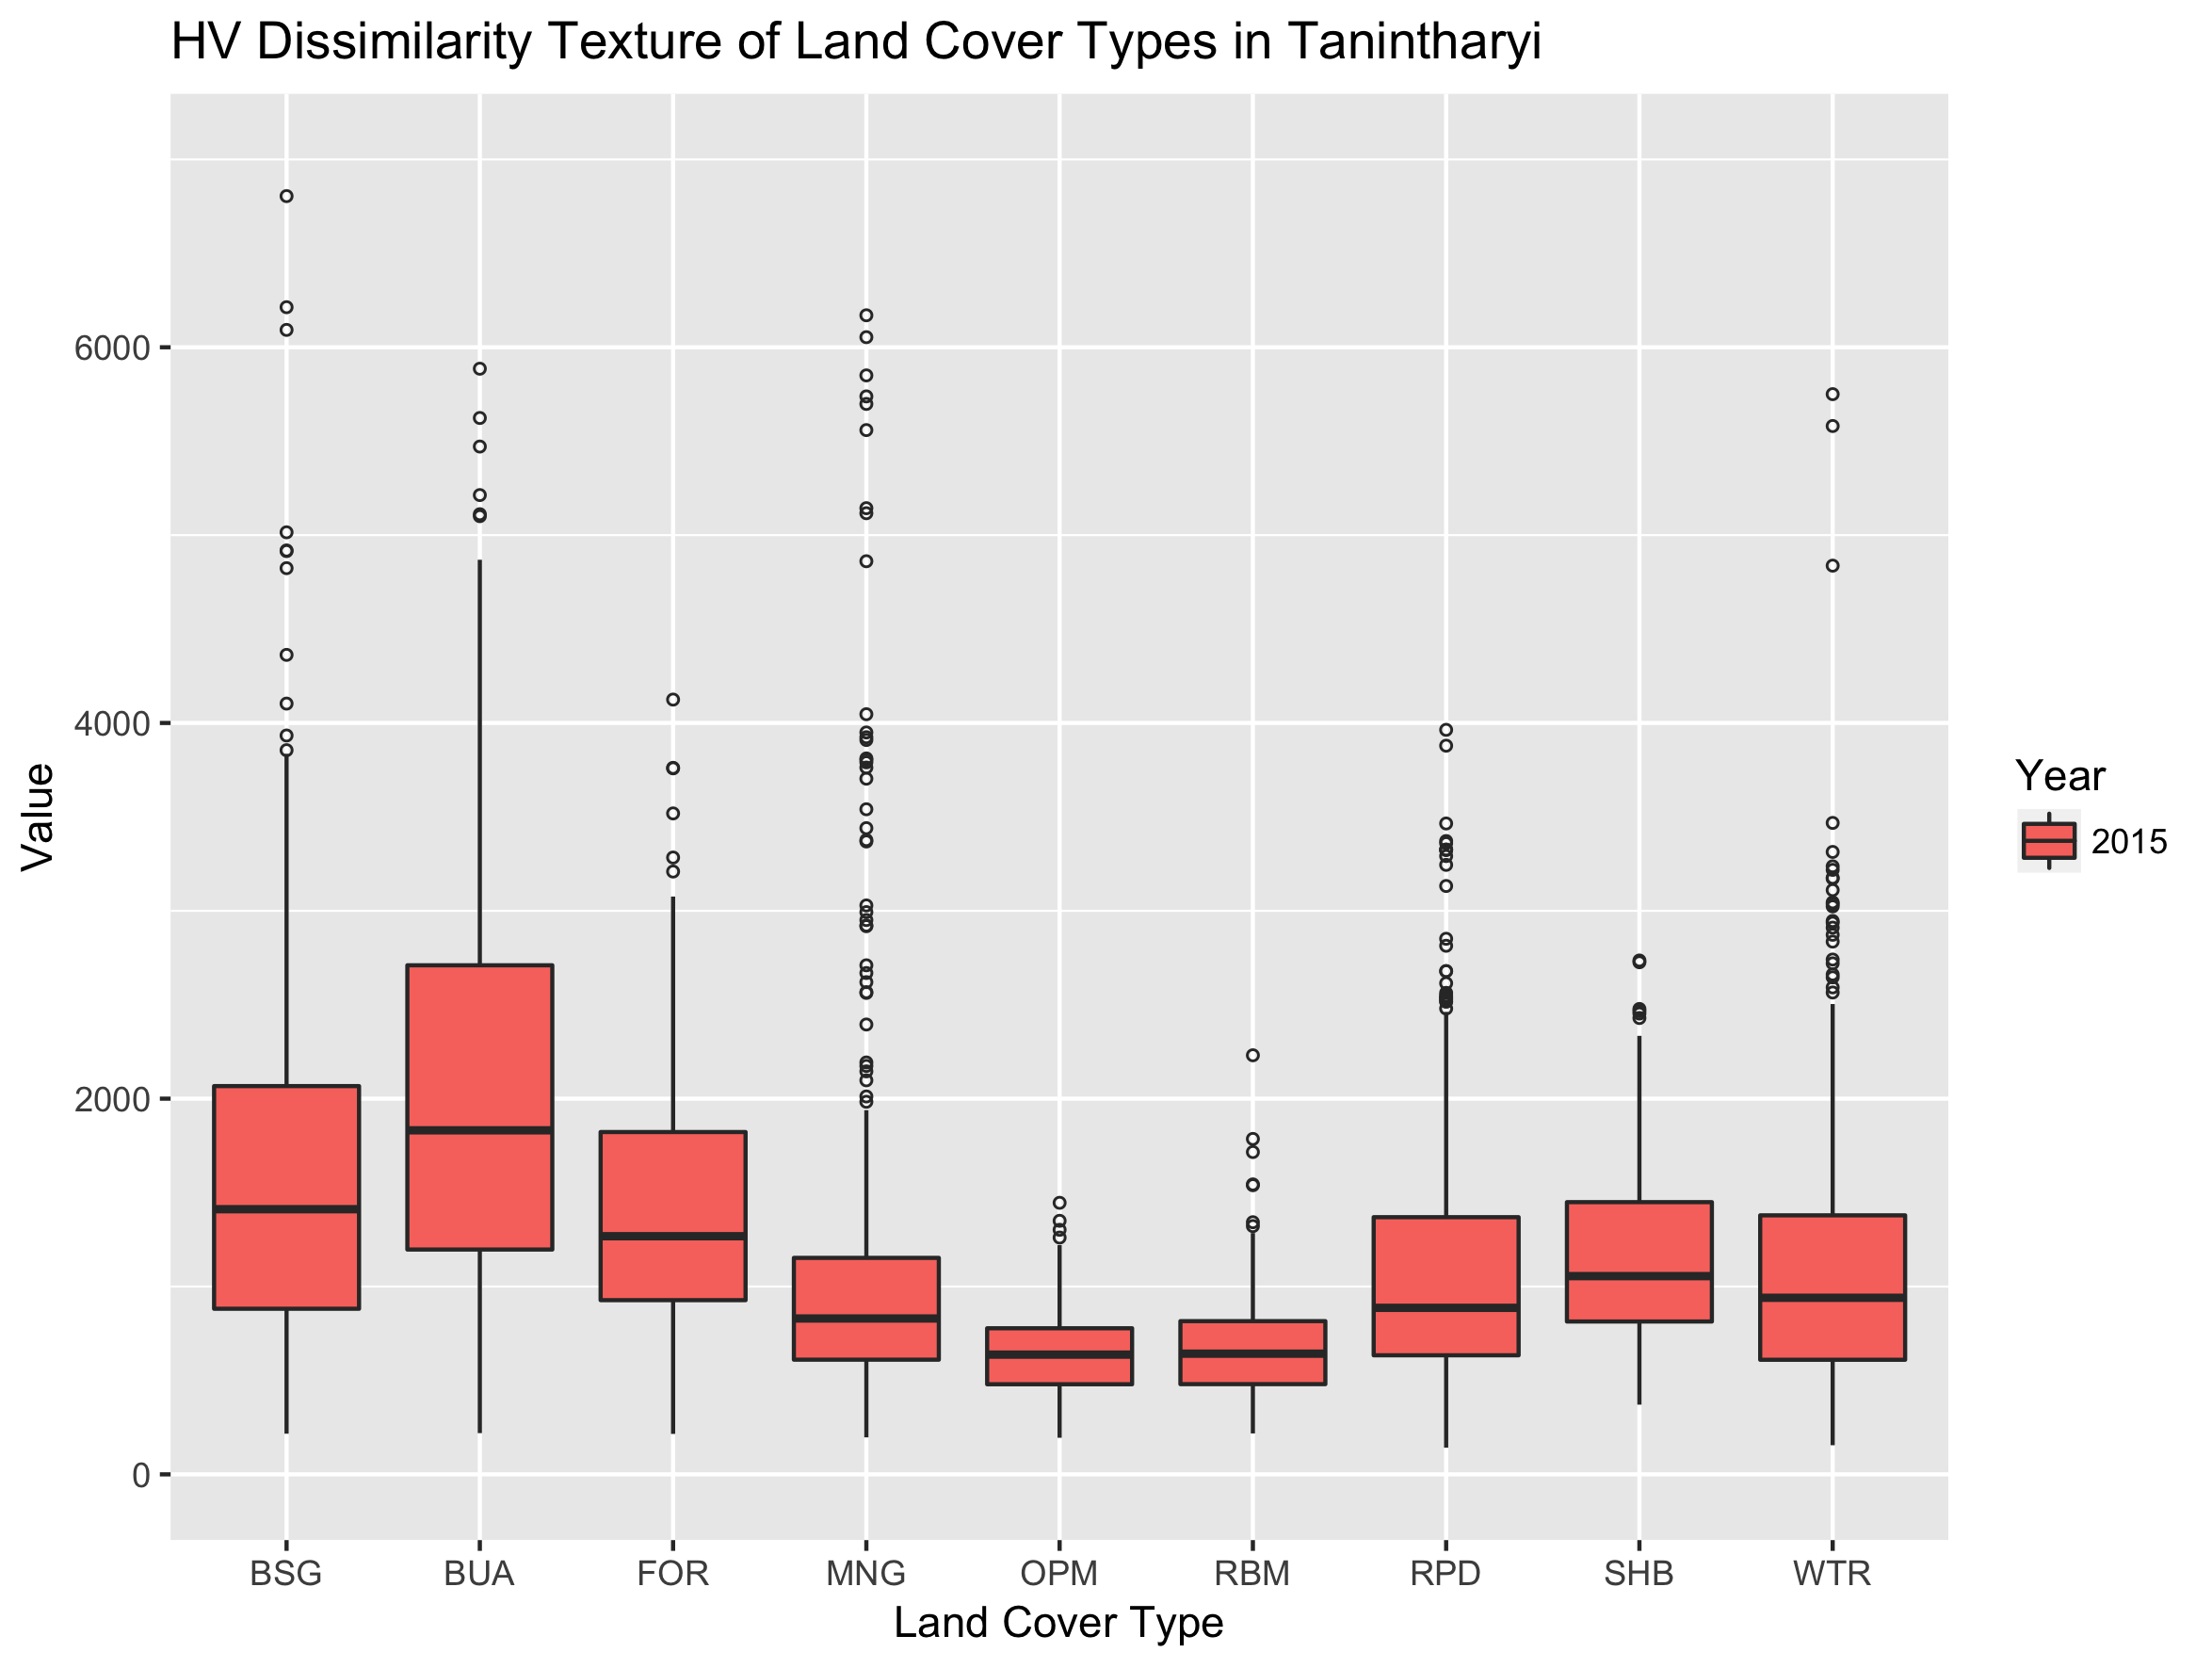 HV Dissimilarity Texture of Land Cover Types in Tanintharyi
Value
6000
4000
2000
0
BSG BUA FOR MNG OPM RBM RPD SHB WTR
Land Cover Type
Year
2015